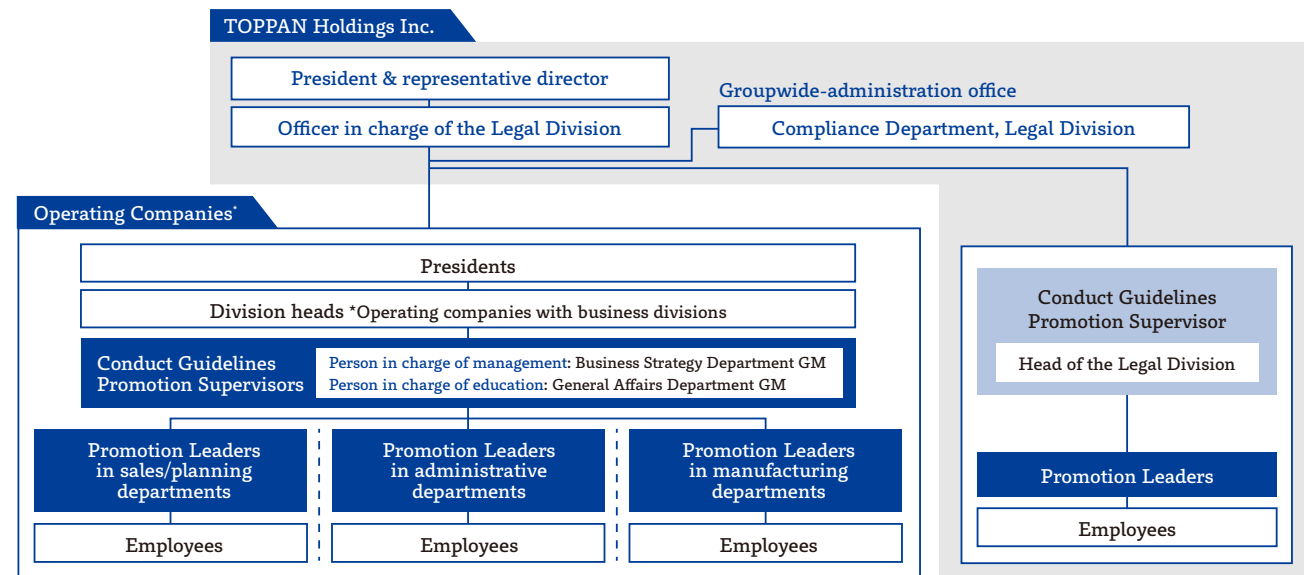 TOPPAN Holdings Inc.
President & representative director
Officer in charge of the Legal Division
Groupwide-administration office
Compliance Department, Legal Division
Operating Companies*
Presidents
Division heads *Operating companies with business divisions
Conduct Guidelines
Promotion Supervisors
Person in charge of management: Business Strategy Department GM
Person in charge of education: General Affairs Department GM
Promotion Leaders
in sales/planning
departments
Employees
Promotion Leaders
in administrative
departments
Employees
Promotion Leaders
in manufacturing
departments
Employees
Conduct Guidelines
Promotion Supervisor
Head of the Legal Division
Promotion Leaders
Employees